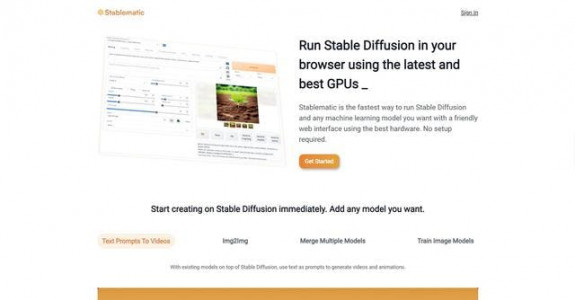 Stablematic
Sign in
Run Stable Diffusion in your
browser using the latest and
best GPUs _
Stablematic is the fastest way to run Stable Diffusion
and any machine learning model you want with a friendly
web interface using the best hardware. No setup
required.
Get Started
Start creating on Stable Diffusion immediately. Add any model you want.
Text Prompts To Videos
Img2Img
Merge Multiple Models
Train Image Models
With existing models on top of Stable Diffusion, use text as prompts to generate videos and animations.